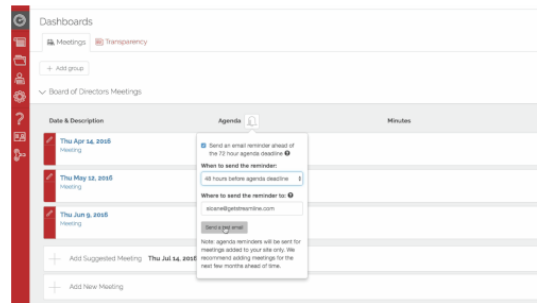 Dashboards
Meetings
Transparency
+ Add group
Board of Directors Meetings
Date & Description
Agenda
Minutes
Send an email reminder ahead of
the 72 hour agenda deadline
When to send the reminder:
48 hours before agenda deadline
Where to send the reminder to:
sloane@getstreamline.com
Send a test email
Note: agenda reminders will be sent for
meetings added to your site only. We
recommend adding meetings for the
next few months ahead of time.
Thu Apr 14, 2016
Meeting
Thu May 12, 2016
Meeting
Thu Jun 9, 2016
Meeting
Add Suggested Meeting Thu Jul 14, 2016
Add New Meeting